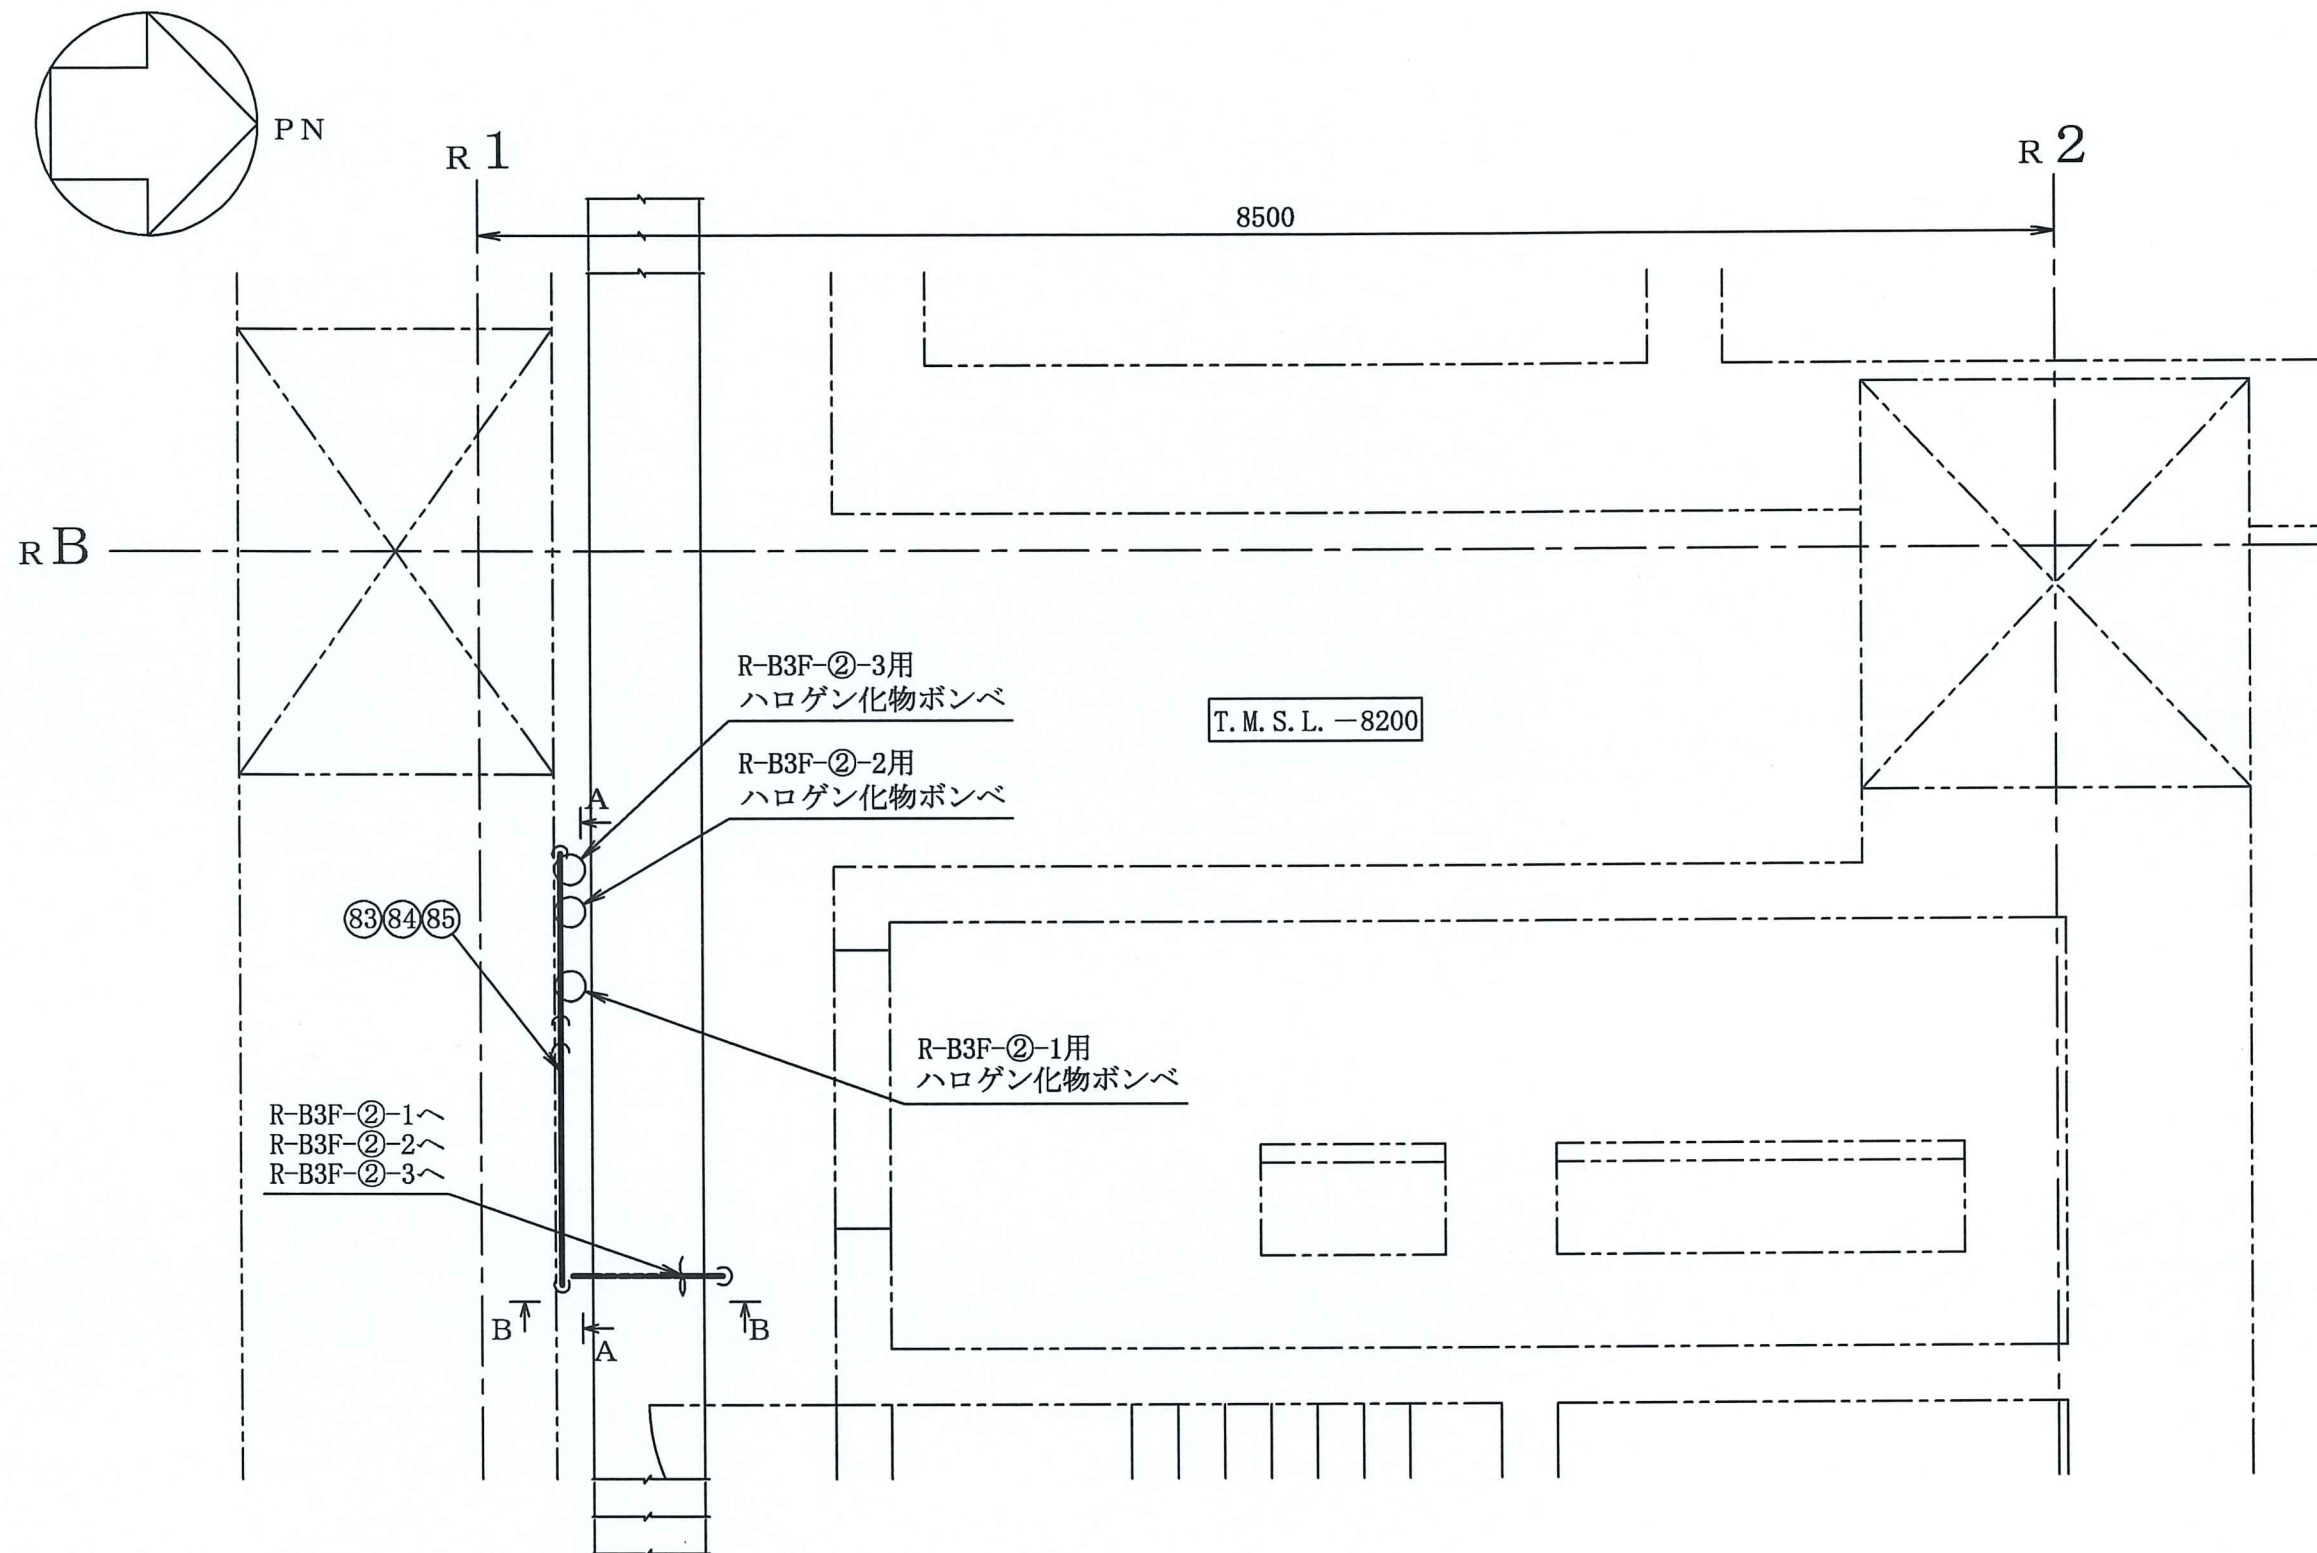 PN
R1
R2
8500
RB
R-B3F-②-3用
ハロゲン化物ボンベ
T.M.S.L.－8200
R-B3F-②-2用
ハロゲン化物ボンベ
A
83 84 85
R-B3F-②-1用
ハロゲン化物ボンベ
R-B3F-②-1へ
R-B3F-②-2へ
R-B3F-②-3へ
B
B
A